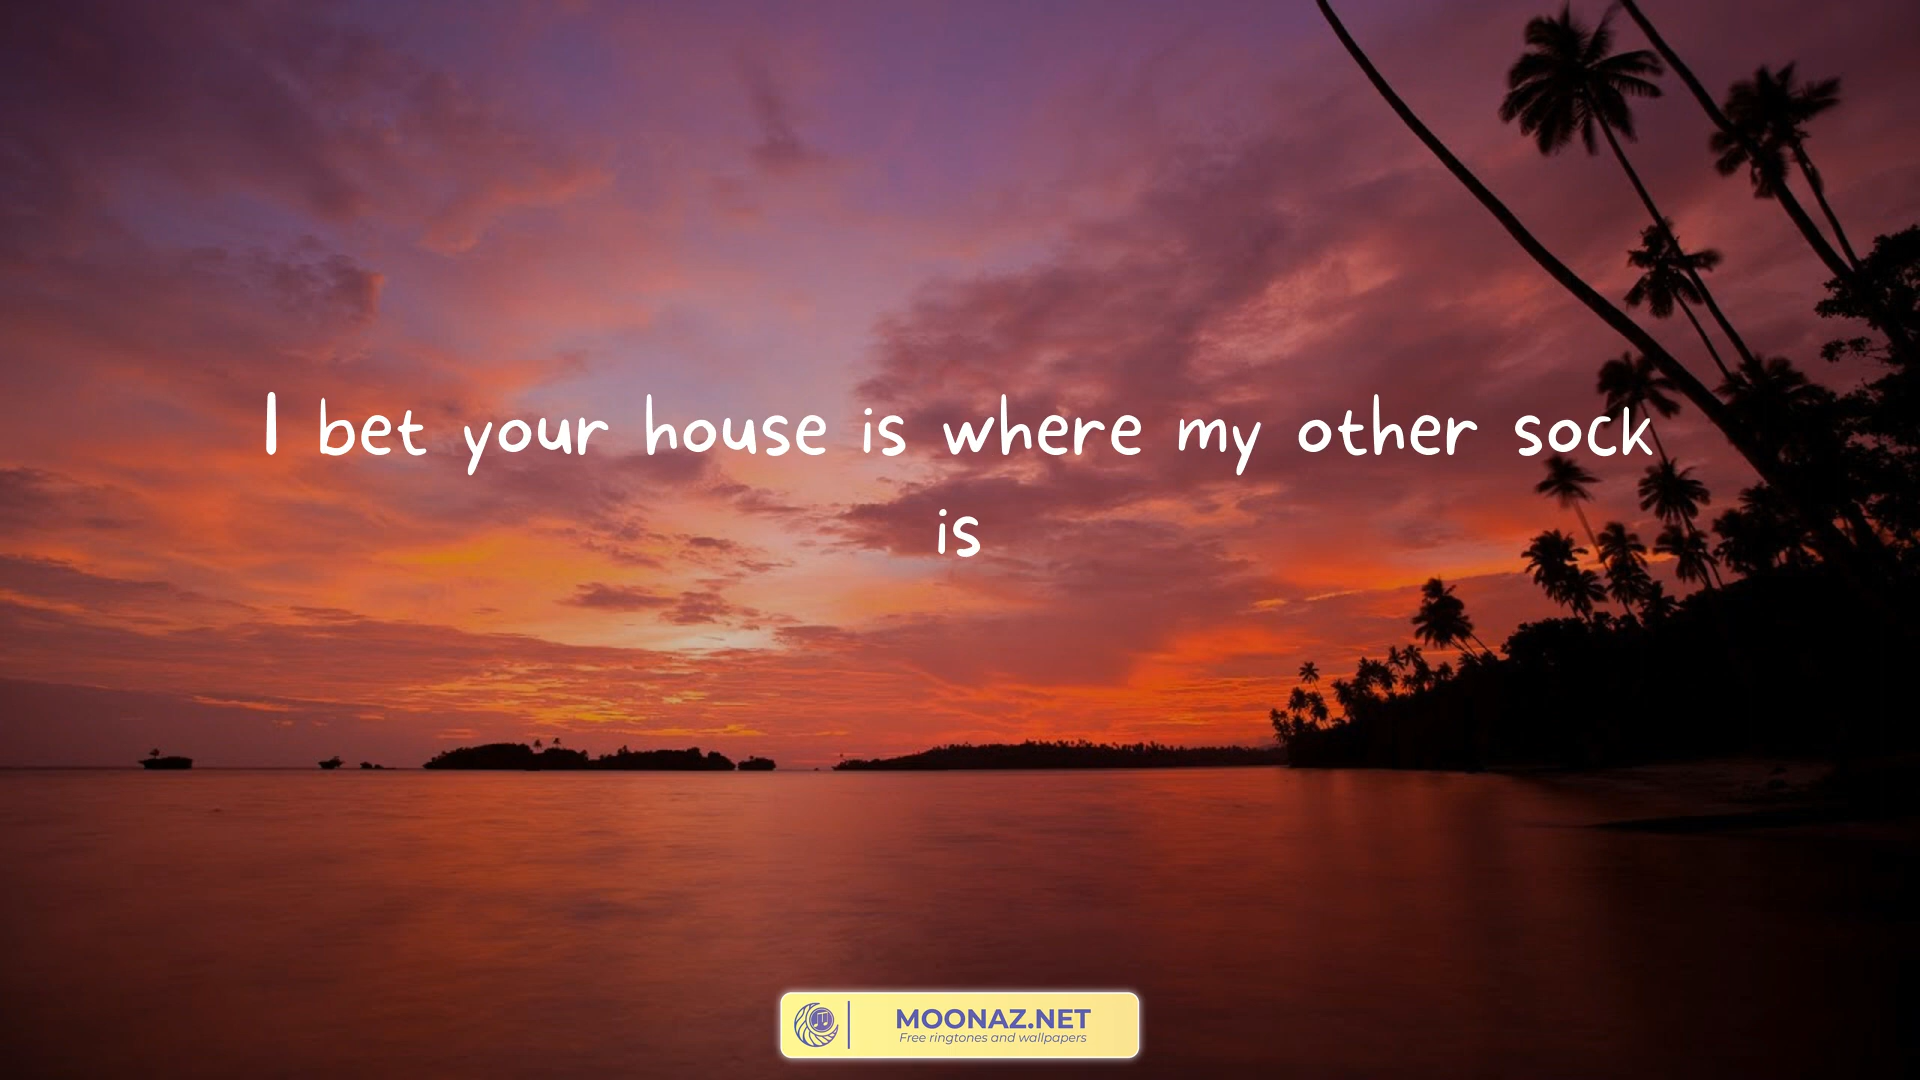 I bet your house is where my other sock
is
MOONAZ.NET
Free ringtones and wallpapers